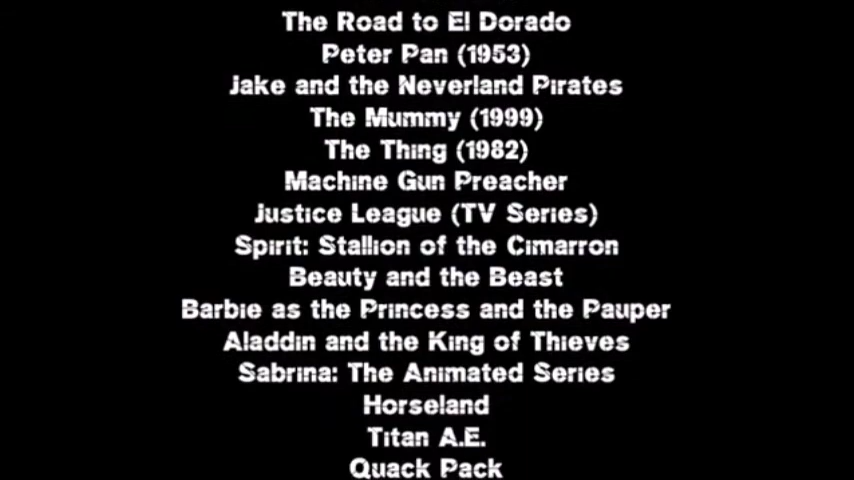 The Road to El Dorado
Peter Pan (1953)
Jake and the Neverland Pirates
The Mummy (1999)
The Thing (1982)
Machine Gun Preacher
Justice League (TV Series)
Spirit: Stallion of the Cimarron
Beauty and the Beast
Barbie as the Princess and the Pauper
Aladdin and the King of Thieves
Sabrina: The Animated Series
Horseland
Titan A.E.
Quack Pack